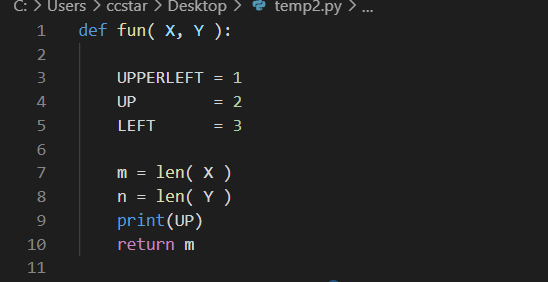 C: > Users > ccstar > Desktop > temp2.py > ...
1 def fun( X, Y ):
2
3     UPPERLEFT = 1
4     UP        = 2
5     LEFT      = 3
6
7     m = len( X )
8     n = len( Y )
9     print(UP)
10     return m
11